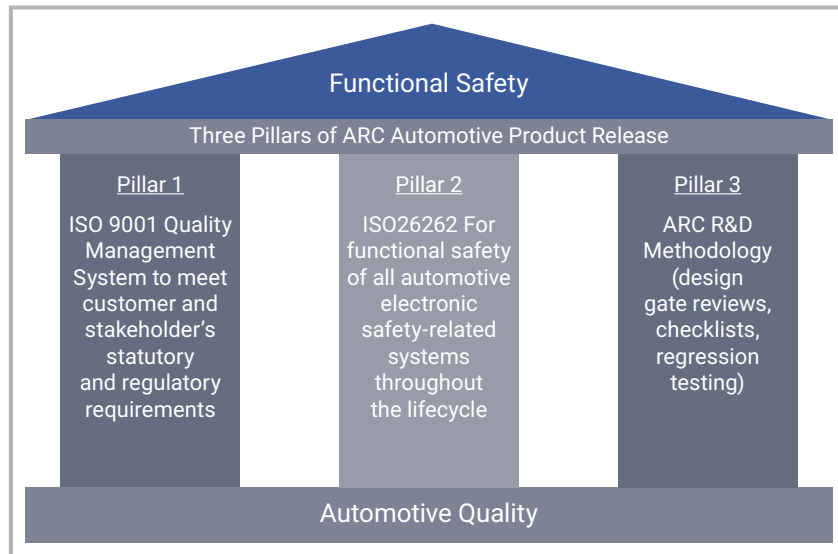 Functional Safety
Three Pillars of ARC Automotive Product Release
Pillar 1
ISO 9001 Quality
Management
System to meet
customer and
stakeholder’s
statutory
and regulatory
requirements
Pillar 2
ISO26262 For
functional safety
of all automotive
electronic
safety-related
systems
throughout
the lifecycle
Pillar 3
ARC R&D
Methodology
(design
gate reviews,
checklists,
regression
testing)
Automotive Quality